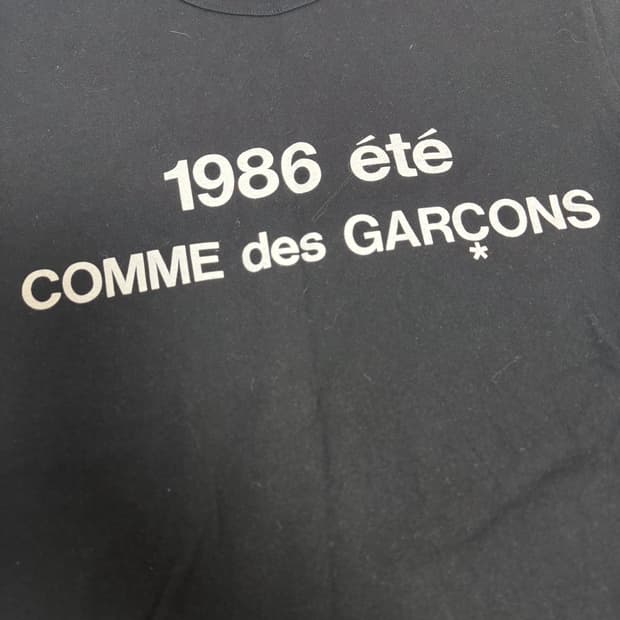 1986 été
COMME des GARÇONS
*